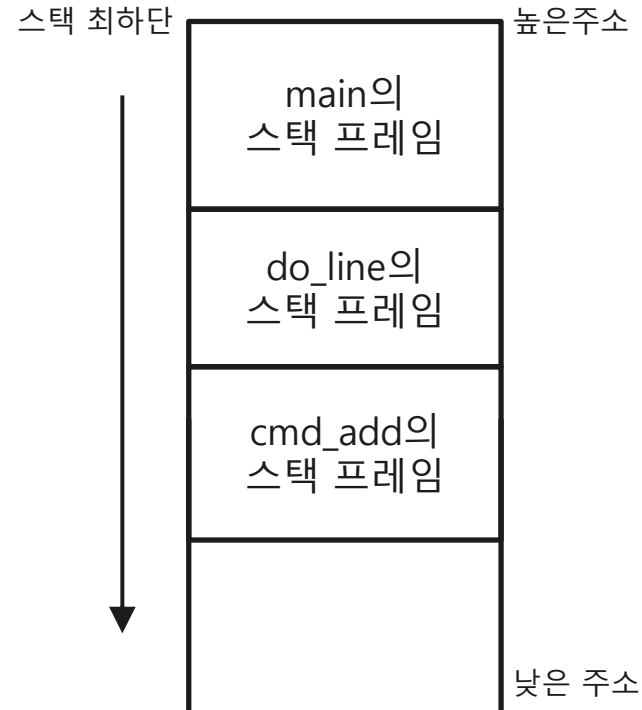 스택 최하단
높은주소
main의
스택 프레임
do_line의
스택 프레임
cmd_add의
스택 프레임
낮은 주소